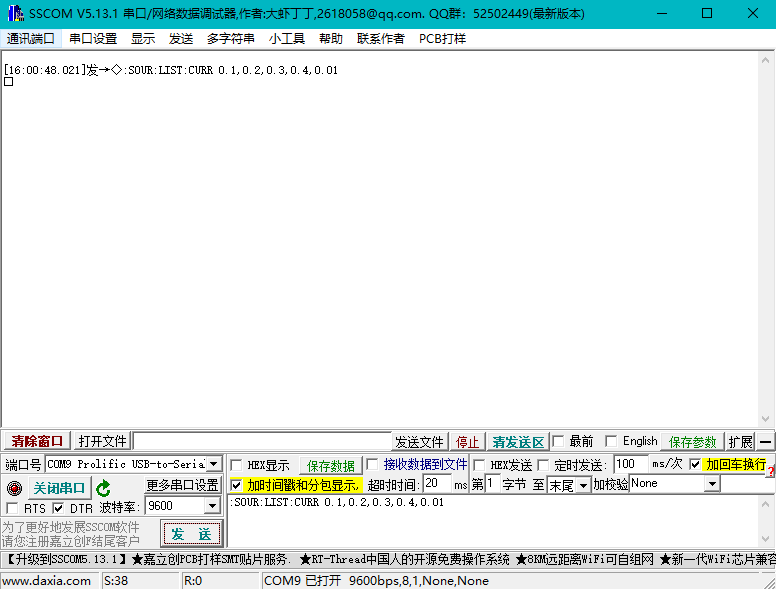 SSCOM V5.13.1 串口/网络数据调试器,作者:大虾丁丁,2618058@qq.com. QQ群: 52502449(最新版本)
通讯端口 串口设置 显示 发送 多字符串 小工具 帮助 联系作者 PCB打样
[16:00:48.021]发→◇:SOUR:LIST:CURR 0.1,0.2,0.3,0.4,0.01
□
清除窗口 打开文件 发送文件 停止 清发送区 最前 English 保存参数 扩展 —
端口号 COM9 Prolific USB-to-Seria HEX显示 保存数据 接收数据到文件 HEX发送 定时发送: 100 ms/次 加回车换行 ?
关闭串口 更多串口设置 加时间戳和分包显示, 超时时间: 20 ms 第 1 字节 至 末尾 加校验 None
RTS DTR 波特率: 9600 :SOUR:LIST:CURR 0.1,0.2,0.3,0.4,0.01
为了更好地发展SSCOM软件
请您注册嘉立创F结尾客户
发 送
【升级到SSCOM5.13.1】★嘉立创PCB打样SMT贴片服务. ★RT-Thread中国人的开源免费操作系统 ★8KM远距离WiFi可自组网 ★新一代WiFi芯片兼容
www.daxia.com S:38 R:0 COM9 已打开 9600bps,8,1,None,None